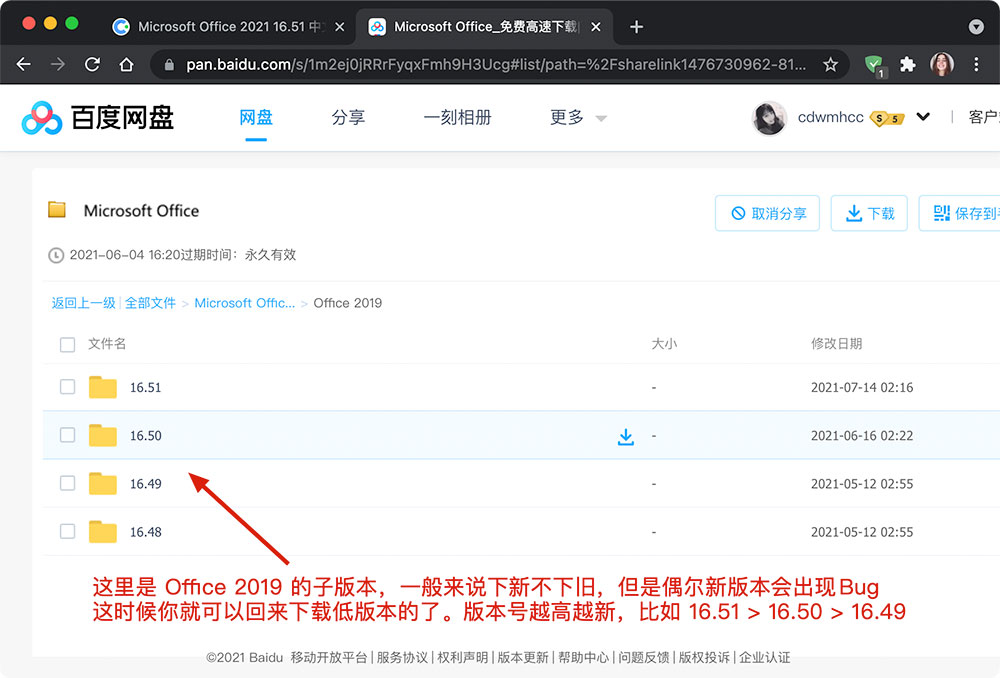 Microsoft Office 2021 16.51 中
Microsoft Office_免费高速下载
pan.baidu.com/s/1m2ej0jRRrFyqxFmh9H3Ucg#list/path=%2Fsharelink1476730962-81...
1
百度网盘
网盘
分享
一刻相册
更多
cdwmhcc
S 5
客户
Microsoft Office
取消分享
下载
保存到
2021-06-04 16:20过期时间：永久有效
返回上一级 | 全部文件 > Microsoft Offic... > Office 2019
文件名 大小 修改日期
16.51 - 2021-07-14 02:16
16.50 - 2021-06-16 02:22
16.49 - 2021-05-12 02:55
16.48 - 2021-05-12 02:55
这里是 Office 2019 的子版本，一般来说下新不下旧，但是偶尔新版本会出现Bug
这时候你就可以回来下载低版本的了。版本号越高越新，比如 16.51 > 16.50 > 16.49
©2021 Baidu 移动开放平台 | 服务协议 | 权利声明 | 版本更新 | 帮助中心 | 问题反馈 | 版权投诉 | 企业认证